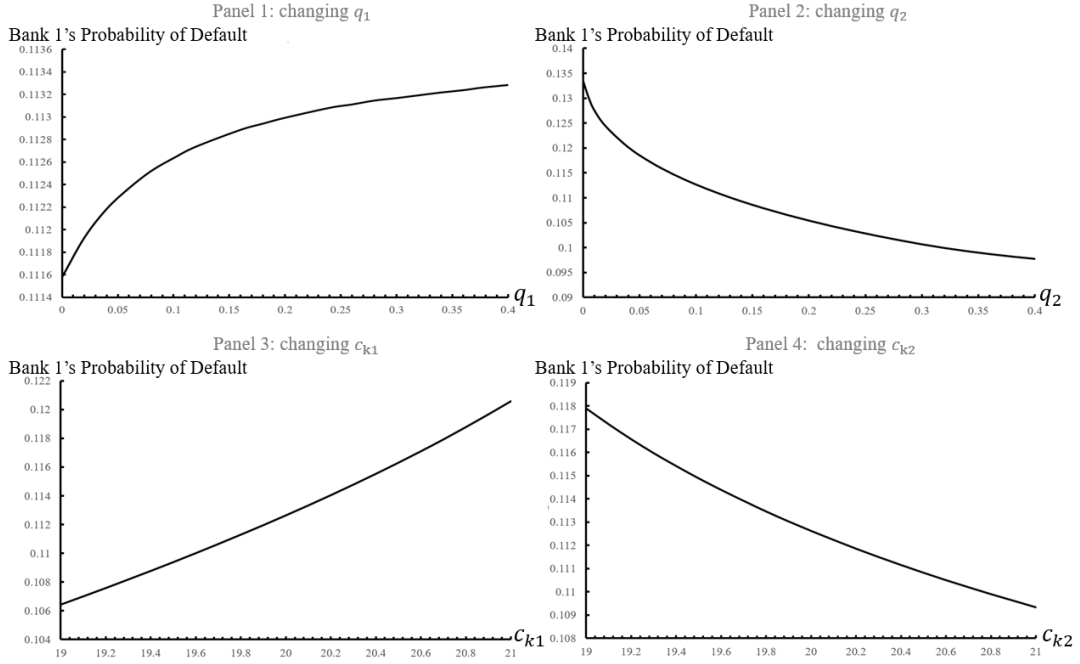 Panel 1: changing q₁
Bank 1's Probability of Default
0.1136
0.1134
0.1132
0.113
0.1128
0.1126
0.1124
0.1122
0.112
0.1118
0.1116
0.1114
0 0.05 0.1 0.15 0.2 0.25 0.3 0.35 0.4
q₁
Panel 2: changing q₂
Bank 1's Probability of Default
0.14
0.135
0.13
0.125
0.12
0.115
0.11
0.105
0.1
0.095
0.09
0 0.05 0.1 0.15 0.2 0.25 0.3 0.35 0.4
q₂
Panel 3: changing cₖ₁
Bank 1's Probability of Default
0.122
0.12
0.118
0.116
0.114
0.112
0.11
0.108
0.106
0.104
19 19.2 19.4 19.6 19.8 20 20.2 20.4 20.6 20.8 21
cₖ₁
Panel 4: changing cₖ₂
Bank 1's Probability of Default
0.119
0.118
0.117
0.116
0.115
0.114
0.113
0.112
0.111
0.11
0.109
0.108
19 19.2 19.4 19.6 19.8 20 20.2 20.4 20.6 20.8 21
cₖ₂